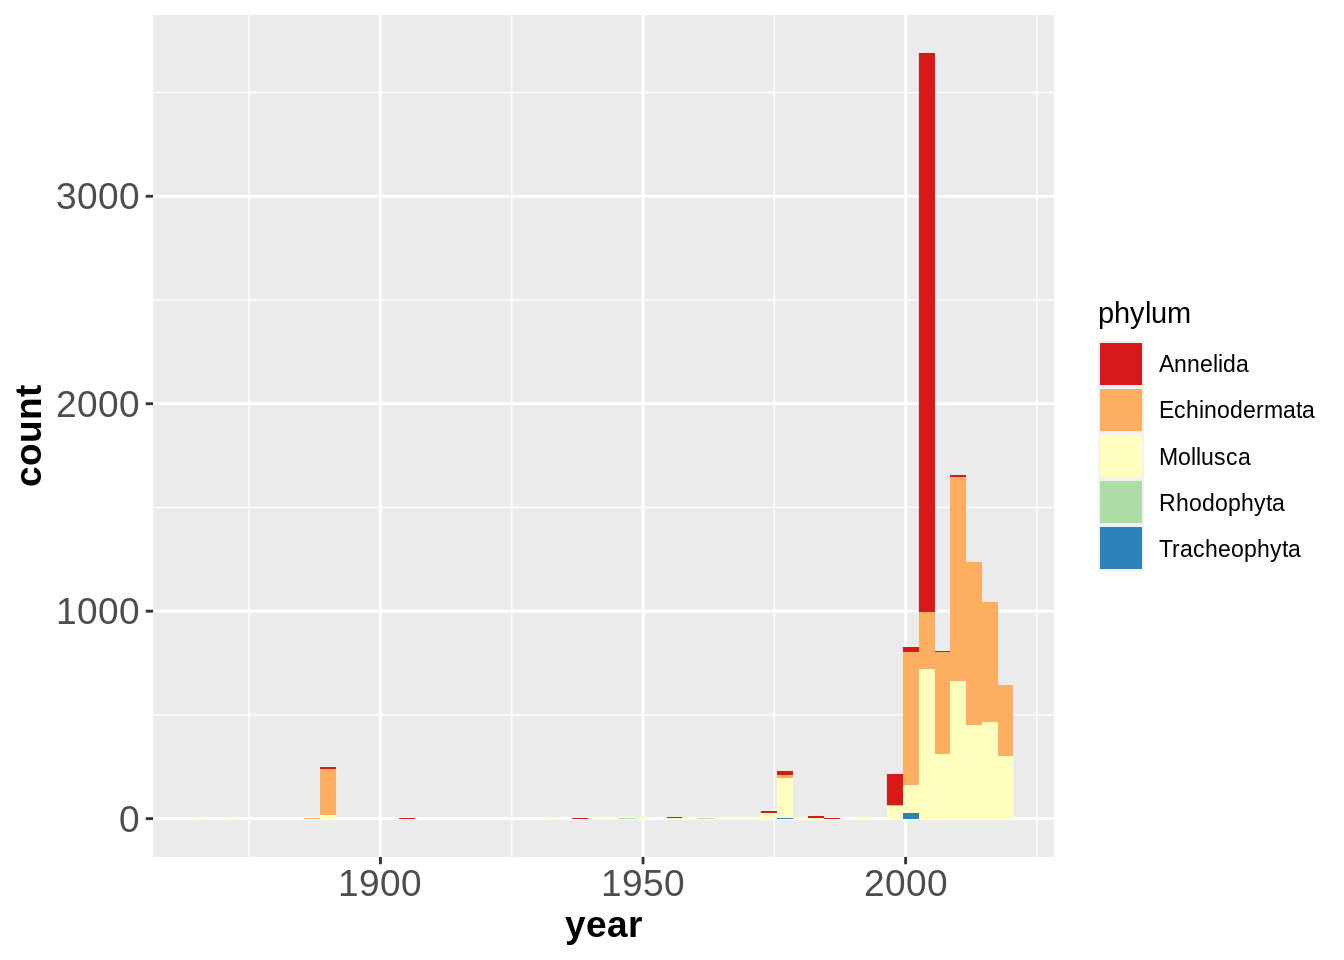 3000
2000
1000
0
count
1900
1950
2000
year
phylum
Annelida
Echinodermata
Mollusca
Rhodophyta
Tracheophyta